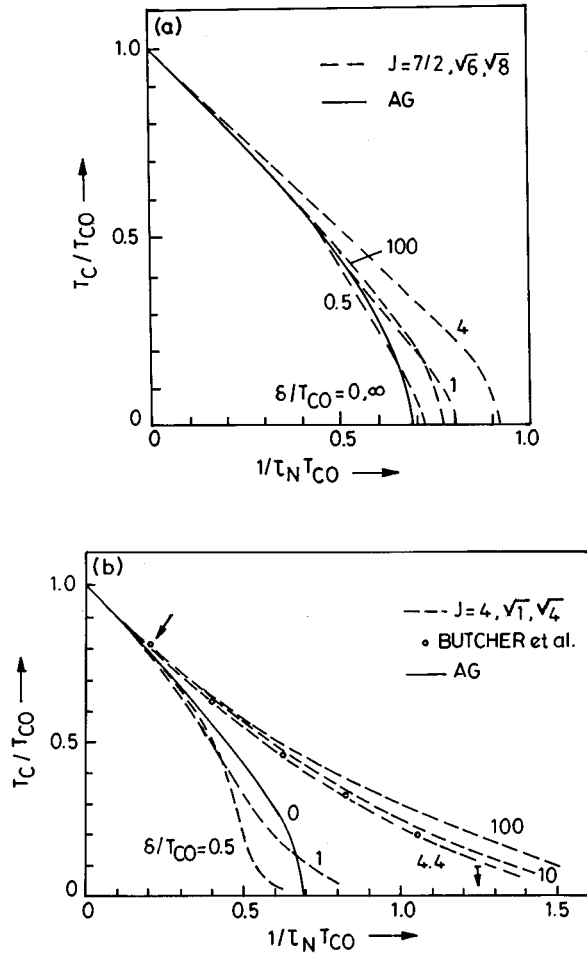 (a)
1.0
J=7/2, √6, √8
AG
T_C/T_CO
0.5
100
0.5
4
1
δ/T_CO=0,∞
0
0
0.5
1.0
1/τ_N T_CO
(b)
1.0
J=4, √1, √4
BUTCHER et al.
AG
T_C/T_CO
0.5
0
δ/T_CO=0.5
1
100
4.4
10
0
0
0.5
1.0
1.5
1/τ_N T_CO